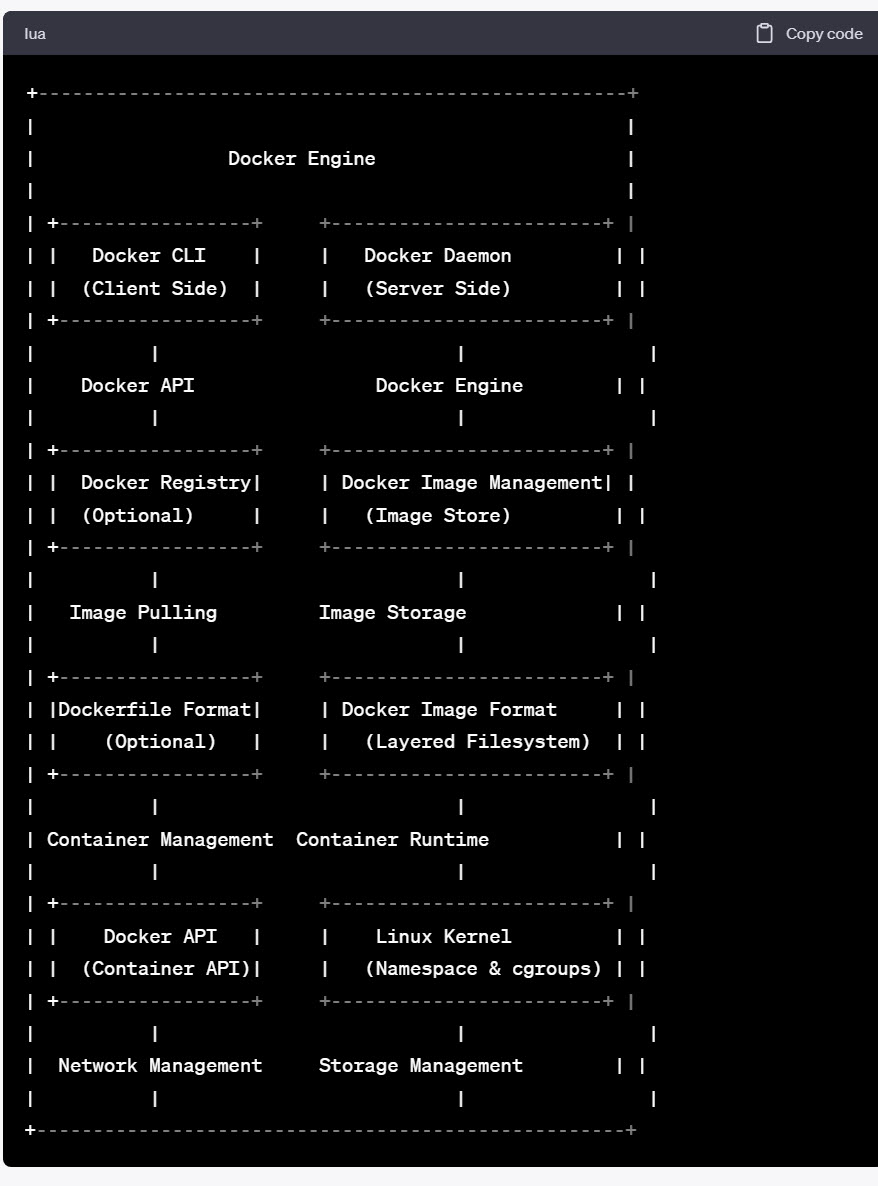 lua Copy code
+----------------------------------------------------+
|                                                    |
|                 Docker Engine                      |
|                                                    |
| +-----------------+     +------------------------+ |
| |   Docker CLI    |     |   Docker Daemon         | |
| |  (Client Side)  |     |   (Server Side)         | |
| +-----------------+     +------------------------+ |
|          |                          |                |
|    Docker API                Docker Engine        | |
|          |                          |                |
| +-----------------+     +------------------------+ |
| |  Docker Registry|     | Docker Image Management| |
| |  (Optional)     |     |   (Image Store)         | |
| +-----------------+     +------------------------+ |
|          |                          |                |
|   Image Pulling         Image Storage             | |
|          |                          |                |
| +-----------------+     +------------------------+ |
| |Dockerfile Format|     | Docker Image Format     | |
| |    (Optional)   |     |   (Layered Filesystem)  | |
| +-----------------+     +------------------------+ |
|          |                          |                |
| Container Management  Container Runtime           | |
|          |                          |                |
| +-----------------+     +------------------------+ |
| |    Docker API   |     |    Linux Kernel         | |
| |  (Container API)|     |   (Namespace & cgroups) | |
| +-----------------+     +------------------------+ |
|          |                          |                |
|  Network Management     Storage Management        | |
|          |                          |                |
+----------------------------------------------------+